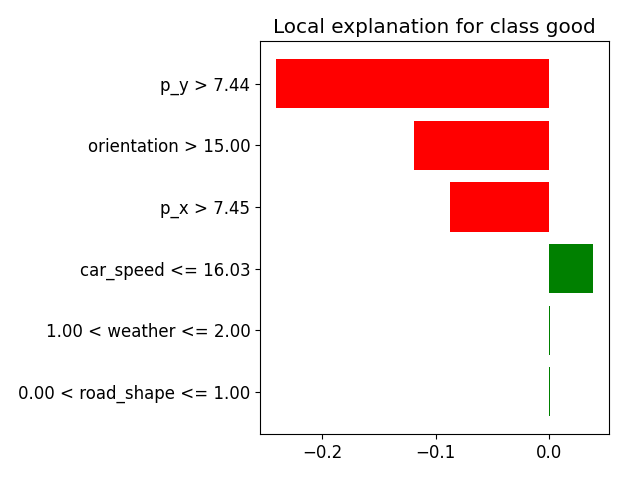 Local explanation for class good
p_y > 7.44
orientation > 15.00
p_x > 7.45
car_speed <= 16.03
1.00 < weather <= 2.00
0.00 < road_shape <= 1.00
−0.2 −0.1 0.0